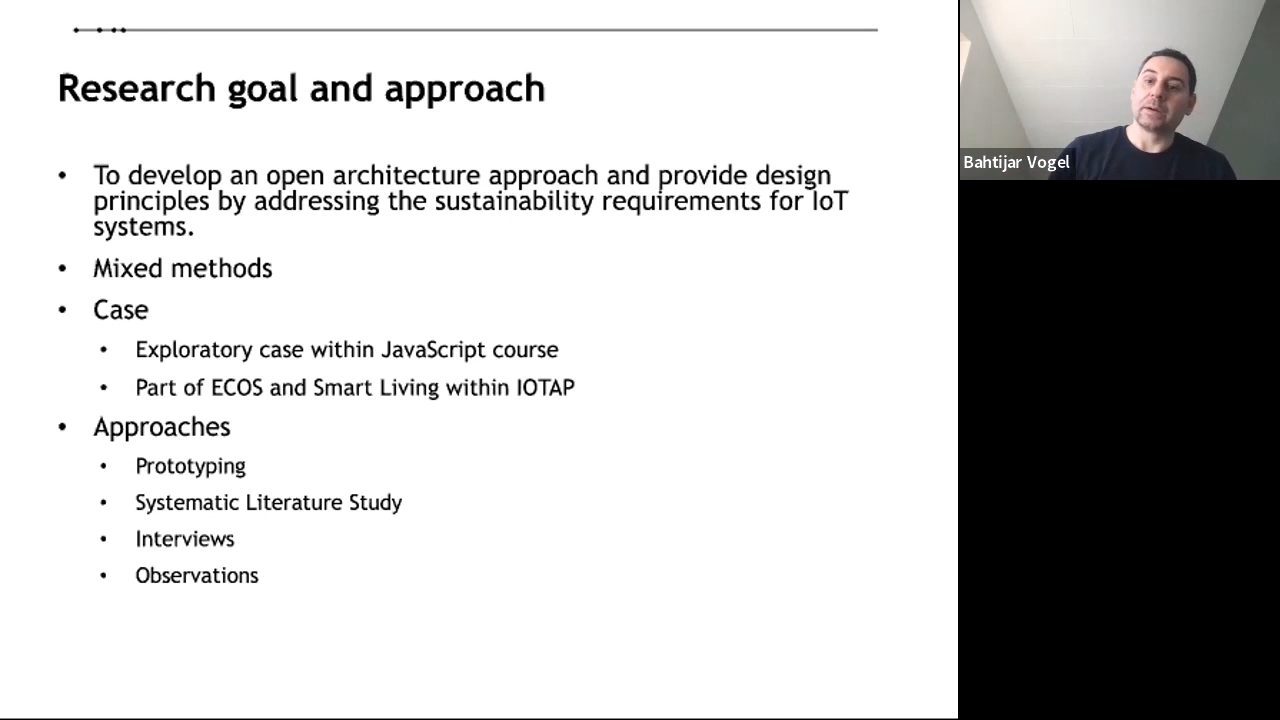 Research goal and approach
• To develop an open architecture approach and provide design
principles by addressing the sustainability requirements for IoT
systems.
• Mixed methods
• Case
• Exploratory case within JavaScript course
• Part of ECOS and Smart Living within IOTAP
• Approaches
• Prototyping
• Systematic Literature Study
• Interviews
• Observations
Bahtijar Vogel